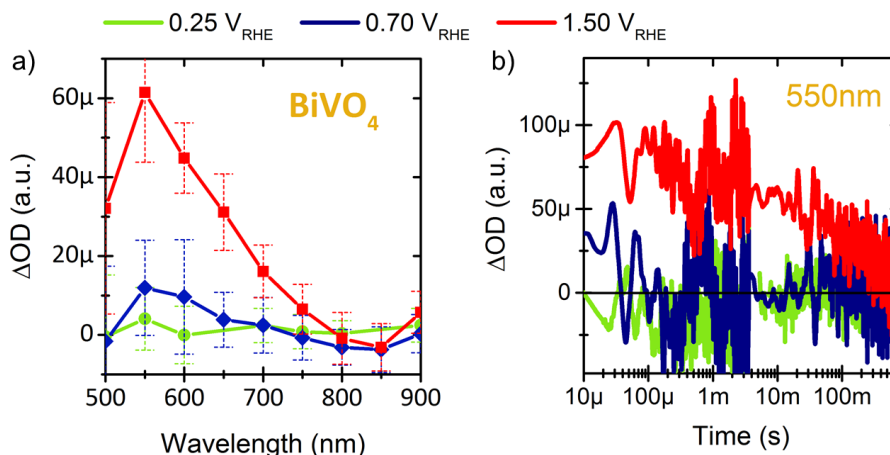 0.25 V_RHE 0.70 V_RHE 1.50 V_RHE
a)
BiVO₄
60µ
40µ
20µ
0
ΔOD (a.u.)
500 600 700 800 900
Wavelength (nm)
b)
550nm
100µ
50µ
0
ΔOD (a.u.)
10µ 100µ 1m 10m 100m
Time (s)